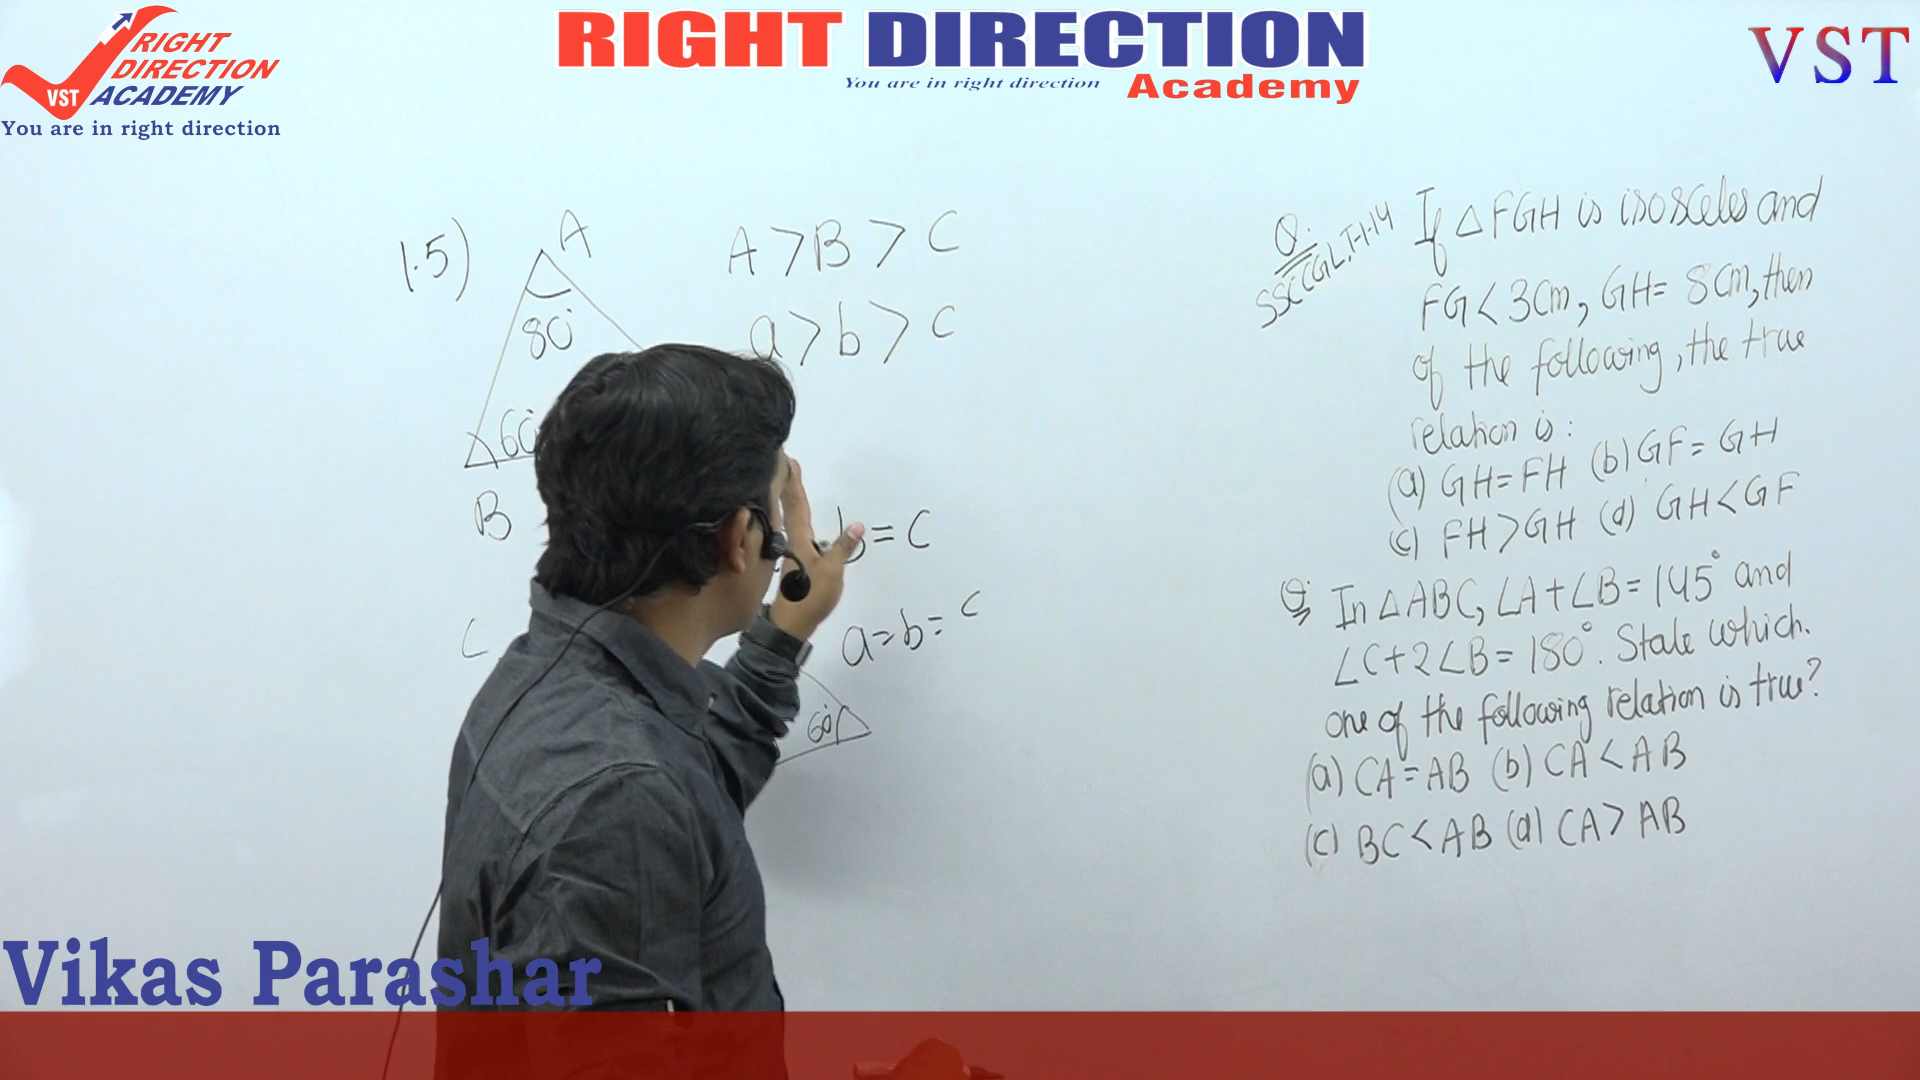 RIGHT
DIRECTION
VST ACADEMY
You are in right direction
RIGHT DIRECTION
You are in right direction Academy
VST
1.5)
A
80°
60°
B
A > B > C
a > b > c
b = c
C
a = b = c
60°
Q. If △FGH is isosceles and
SSC CGL, T-1-14
FG < 3cm, GH = 8cm, then
of the following, the true
relation is:
(a) GH = FH (b) GF = GH
(c) FH > GH (d) GH < GF
Q. In △ABC, ∠A + ∠B = 145° and
∠C + 2∠B = 180°. State which
one of the following relation is true?
(a) CA = AB (b) CA < AB
(c) BC < AB (d) CA > AB
Vikas Parashar